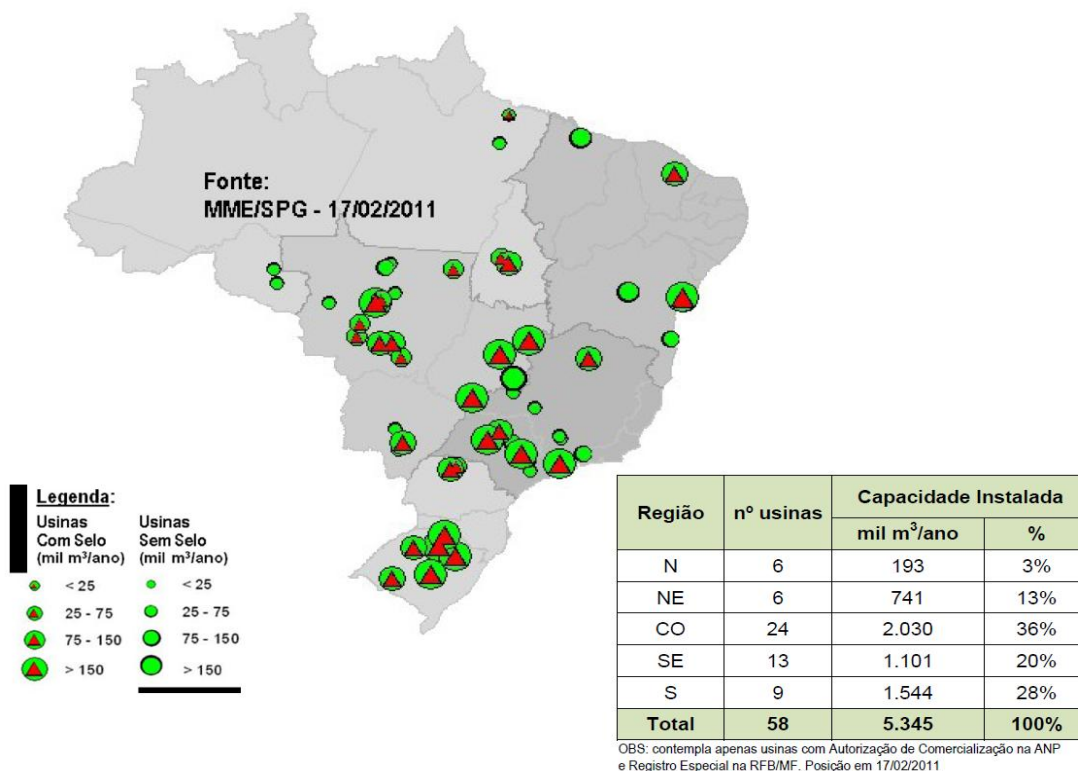 Fonte:
MME/SPG - 17/02/2011
Legenda:
Usinas
Com Selo
(mil m³/ano)
< 25
25 - 75
75 - 150
> 150
Usinas
Sem Selo
(mil m³/ano)
< 25
25 - 75
75 - 150
> 150
Região nº usinas Capacidade Instalada
mil m³/ano %
N 6 193 3%
NE 6 741 13%
CO 24 2.030 36%
SE 13 1.101 20%
S 9 1.544 28%
Total 58 5.345 100%
OBS: contempla apenas usinas com Autorização de Comercialização na ANP
e Registro Especial na RFB/MF. Posição em 17/02/2011